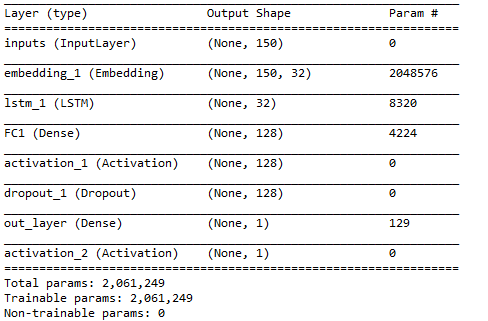 Layer (type) Output Shape Param #
=================================================================
inputs (InputLayer) (None, 150) 0
_________________________________________________________________
embedding_1 (Embedding) (None, 150, 32) 2048576
_________________________________________________________________
lstm_1 (LSTM) (None, 32) 8320
_________________________________________________________________
FC1 (Dense) (None, 128) 4224
_________________________________________________________________
activation_1 (Activation) (None, 128) 0
_________________________________________________________________
dropout_1 (Dropout) (None, 128) 0
_________________________________________________________________
out_layer (Dense) (None, 1) 129
_________________________________________________________________
activation_2 (Activation) (None, 1) 0
=================================================================
Total params: 2,061,249
Trainable params: 2,061,249
Non-trainable params: 0